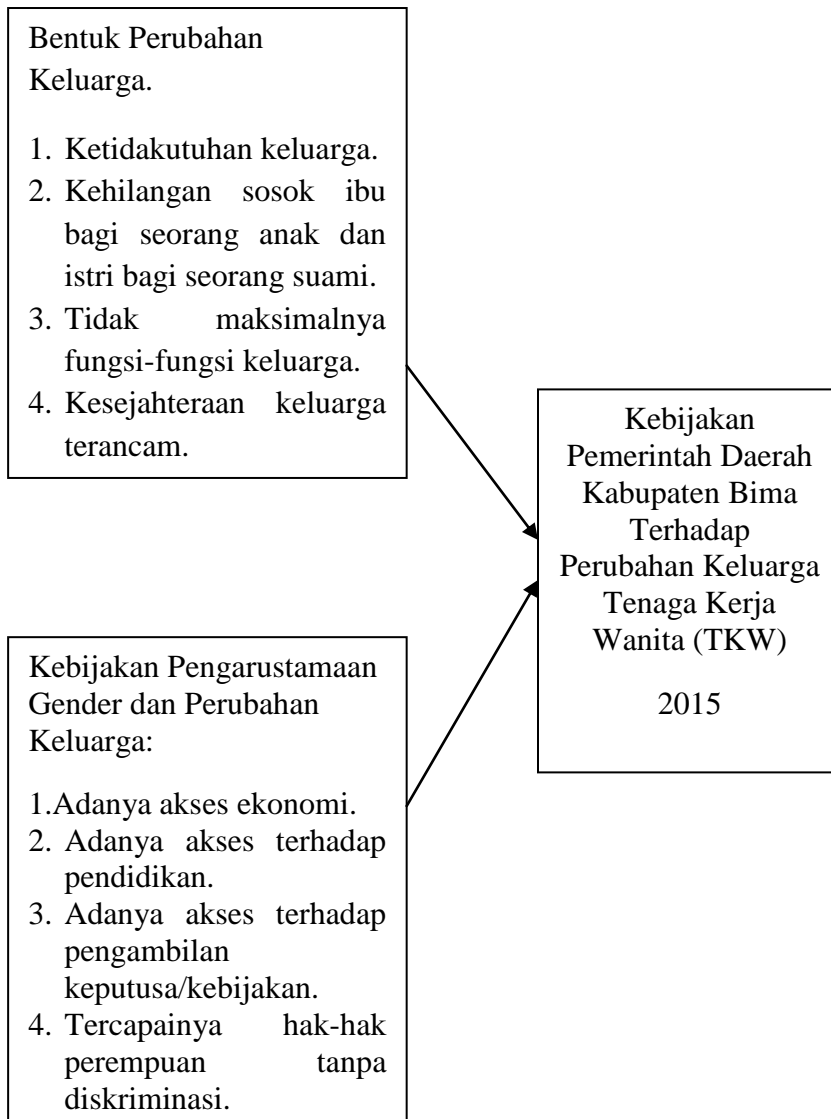 Bentuk Perubahan
Keluarga.
1. Ketidakutuhan keluarga.
2. Kehilangan sosok ibu
bagi seorang anak dan
istri bagi seorang suami.
3. Tidak maksimalnya
fungsi-fungsi keluarga.
4. Kesejahteraan keluarga
terancam.
Kebijakan
Pemerintah Daerah
Kabupaten Bima
Terhadap
Perubahan Keluarga
Tenaga Kerja
Wanita (TKW)
2015
Kebijakan Pengarustamaan
Gender dan Perubahan
Keluarga:
1.Adanya akses ekonomi.
2. Adanya akses terhadap
pendidikan.
3. Adanya akses terhadap
pengambilan
keputusa/kebijakan.
4. Tercapainya hak-hak
perempuan tanpa
diskriminasi.